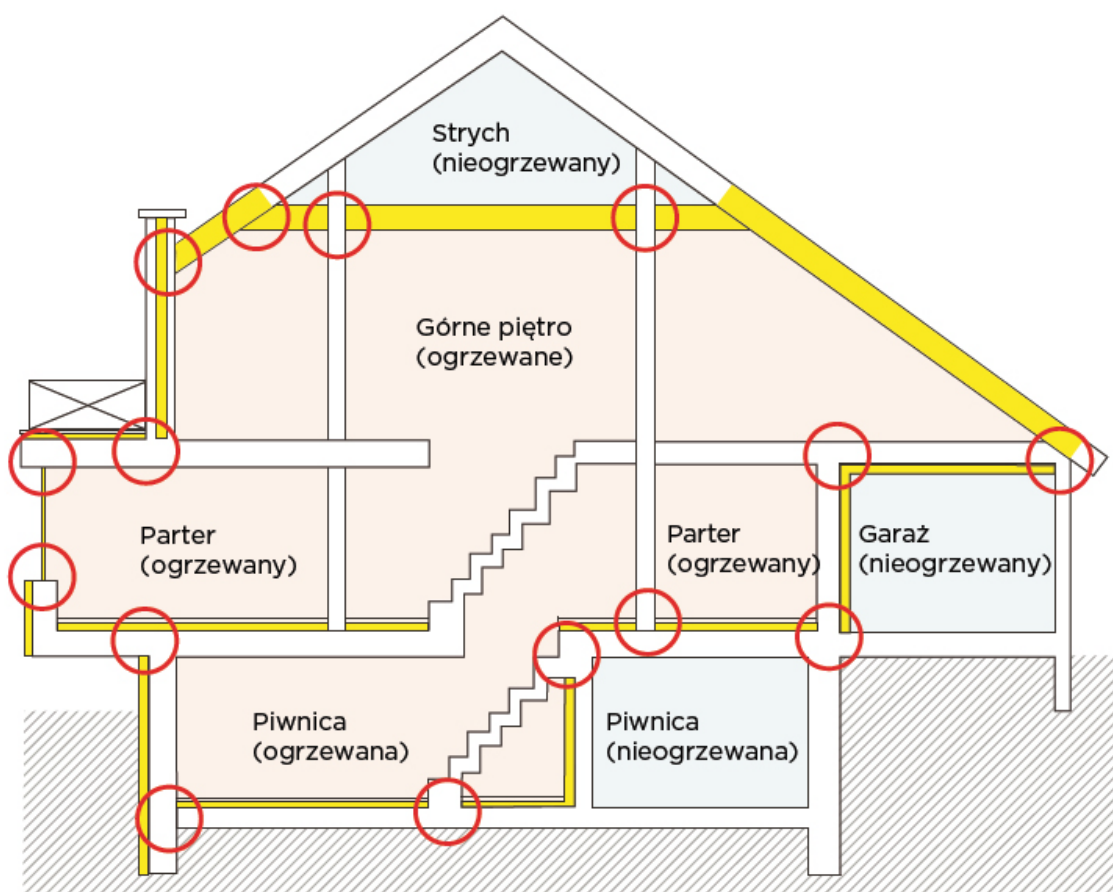 Strych
(nieogrzewany)
Górne piętro
(ogrzewane)
Parter
(ogrzewany)
Parter
(ogrzewany)
Garaż
(nieogrzewany)
Piwnica
(ogrzewana)
Piwnica
(nieogrzewana)